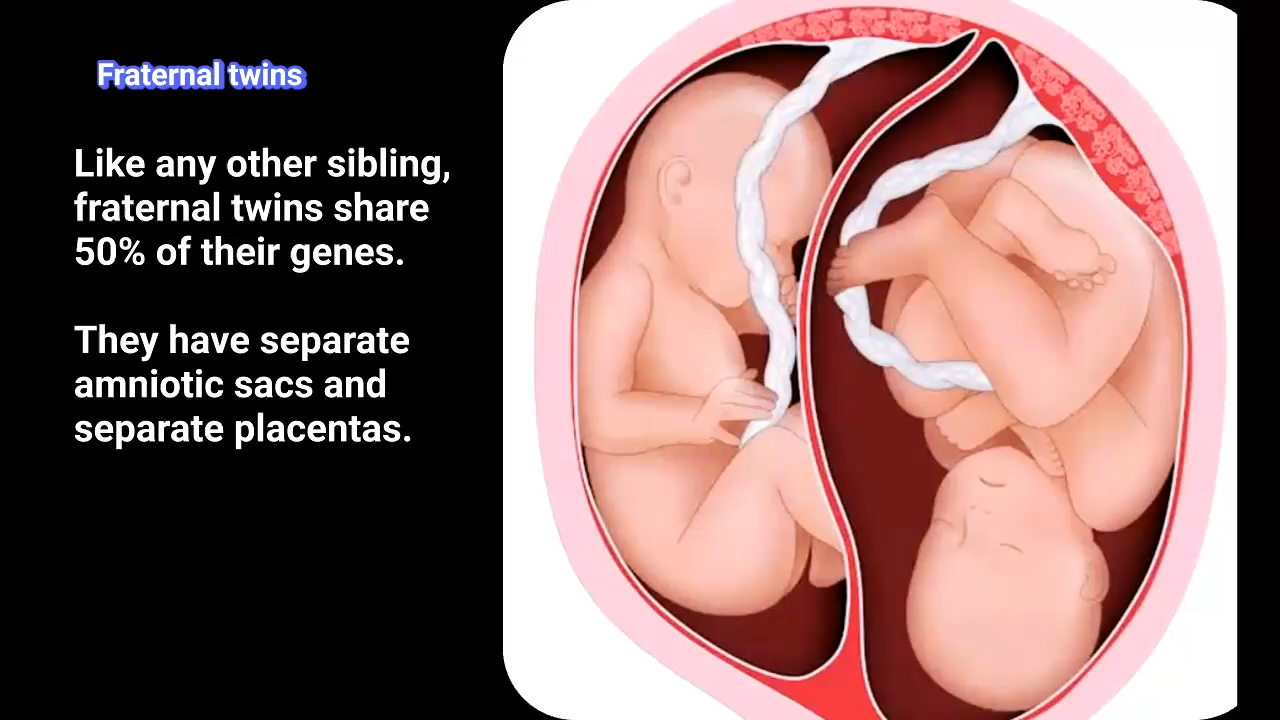 Fraternal twins
Like any other sibling,
fraternal twins share
50% of their genes.
They have separate
amniotic sacs and
separate placentas.